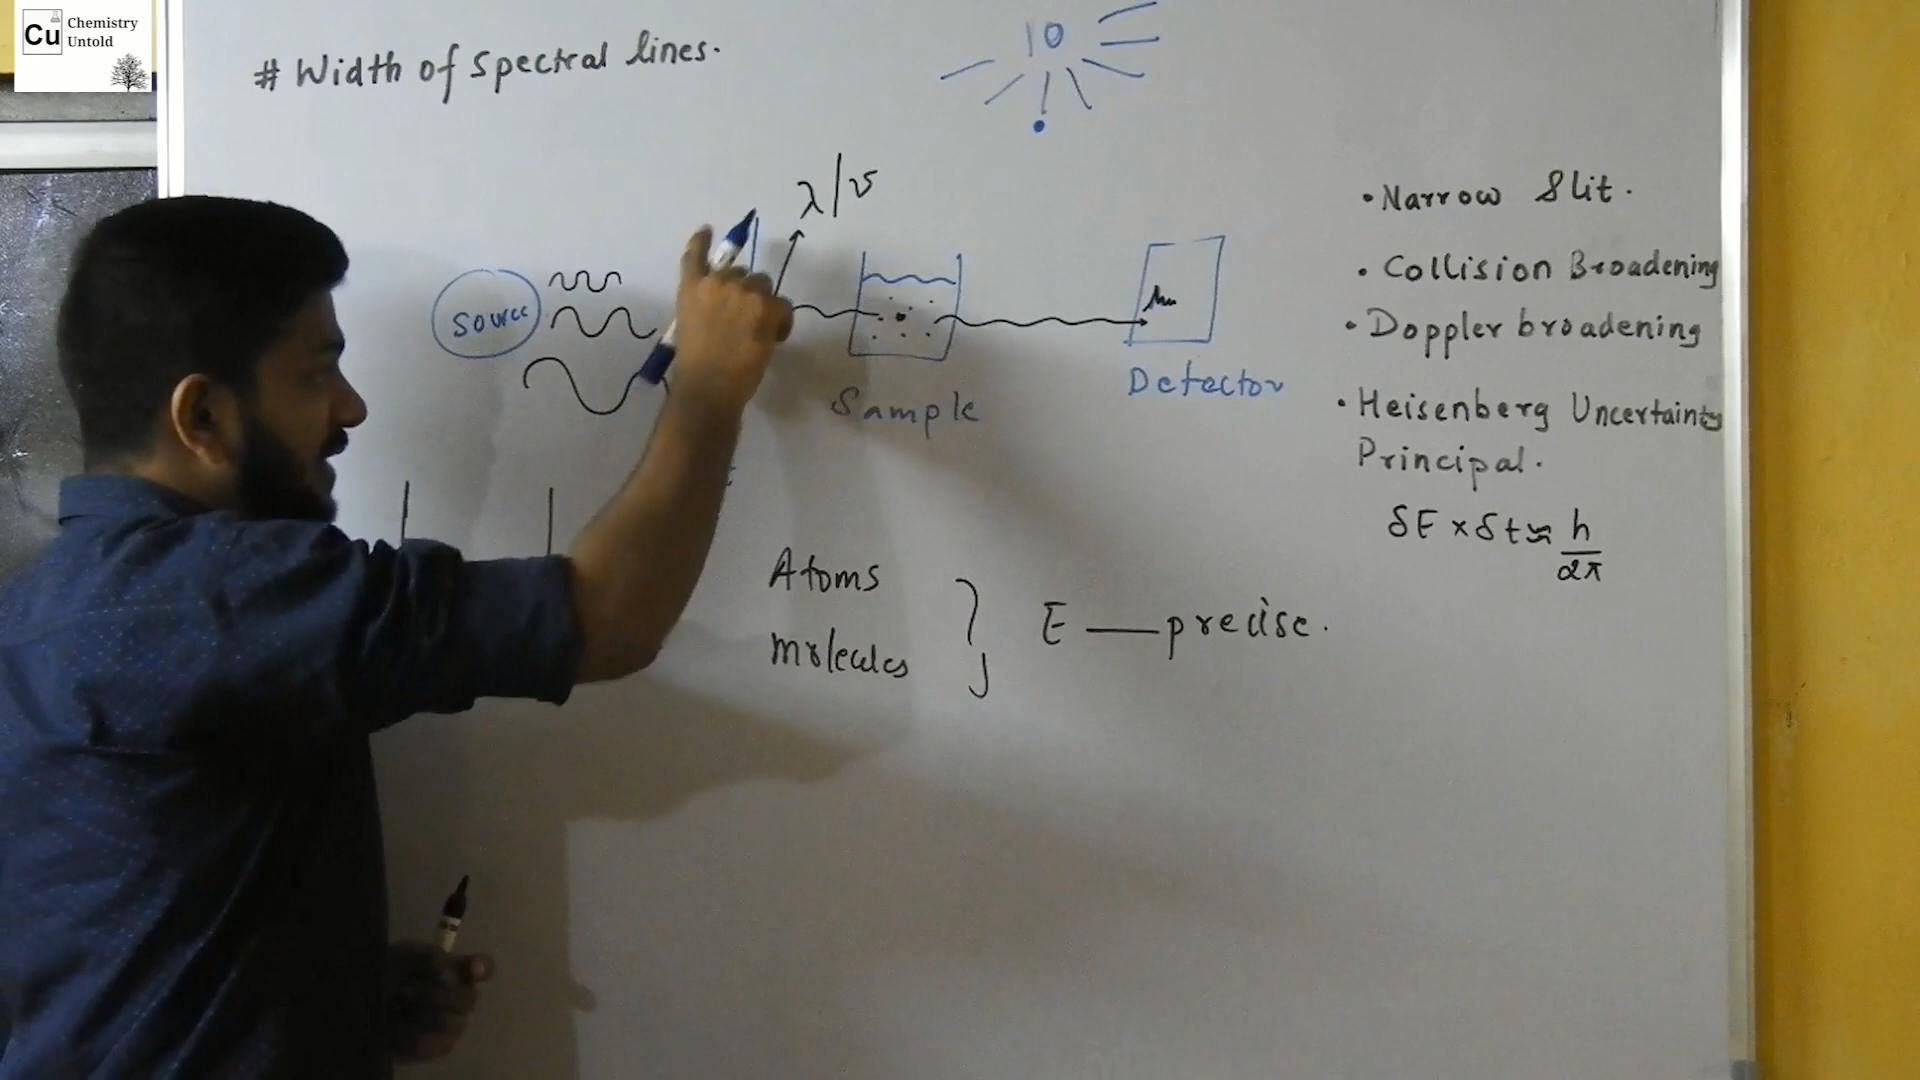 Cu Chemistry
Untold
# Width of Spectral lines.
10
λ/ν
• Narrow Slit.
• Collision Broadening
Source
• Doppler broadening
Detector
Sample
• Heisenberg Uncertainty
Principal.
δE × δt ≈ h/2π
Atoms
molecules
E — precise.